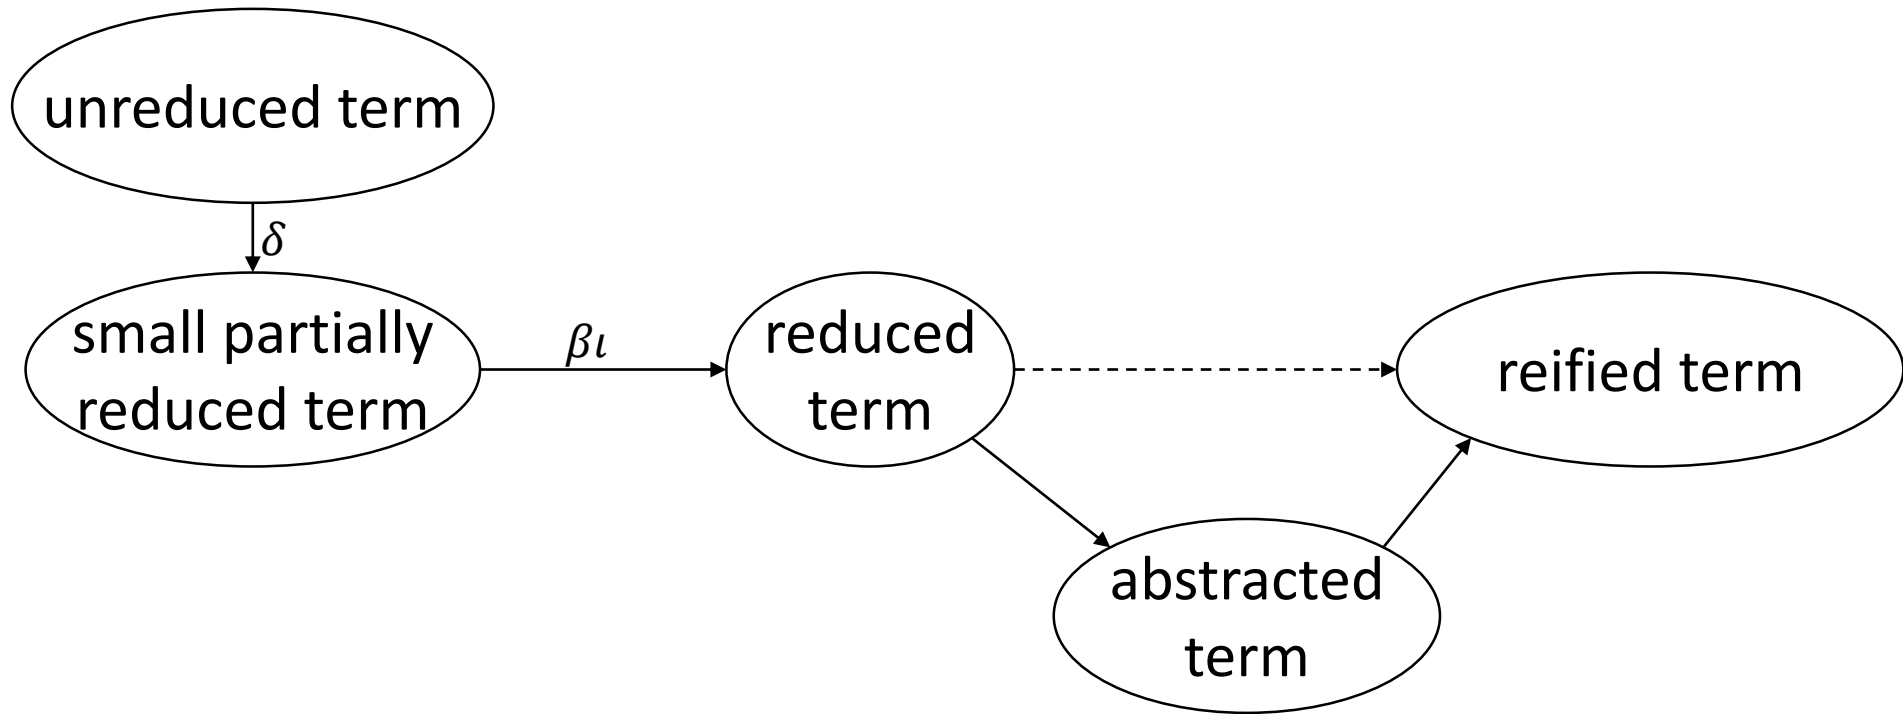 unreduced term
δ
small partially
reduced term
βι
reduced
term
reified term
abstracted
term